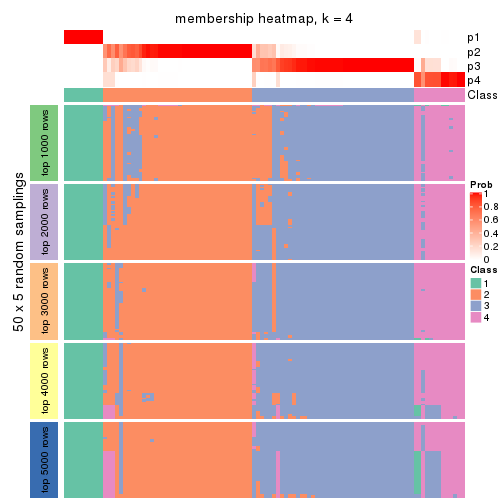 membership heatmap, k = 4
p1
p2
p3
p4
Class
50 x 5 random samplings
top 1000 rows
top 2000 rows
top 3000 rows
top 4000 rows
top 5000 rows
Prob
1
0.8
0.6
0.4
0.2
0
Class
1
2
3
4